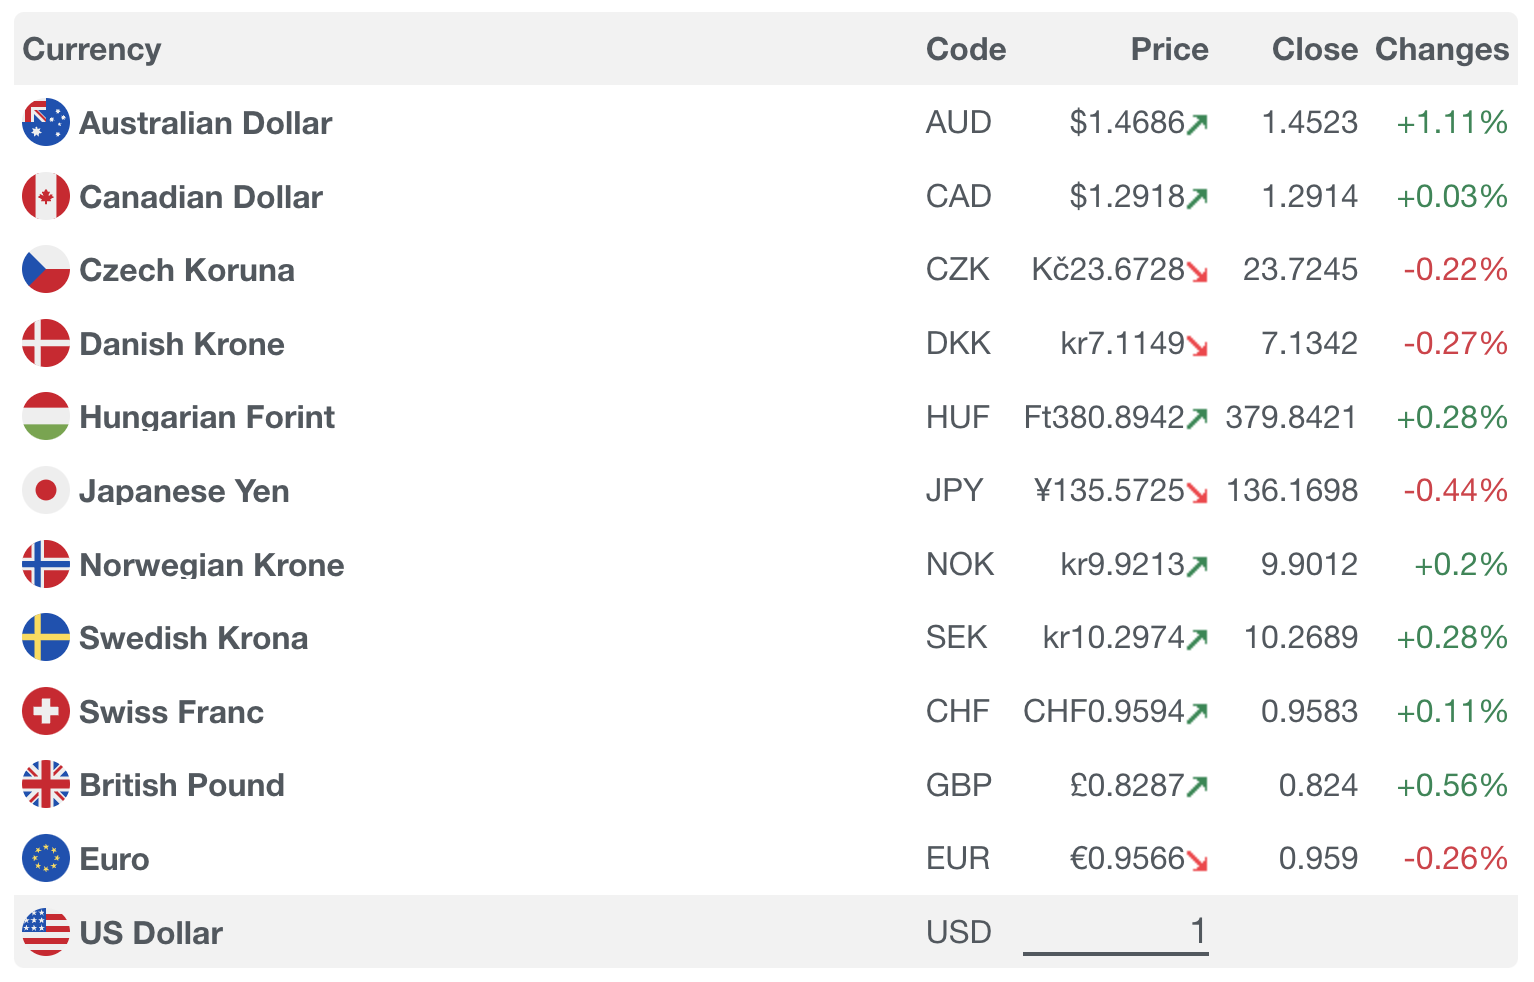 Currency Code Price Close Changes
Australian Dollar AUD $1.4686 1.4523 +1.11%
Canadian Dollar CAD $1.2918 1.2914 +0.03%
Czech Koruna CZK Kč23.6728 23.7245 -0.22%
Danish Krone DKK kr7.1149 7.1342 -0.27%
Hungarian Forint HUF Ft380.8942 379.8421 +0.28%
Japanese Yen JPY ¥135.5725 136.1698 -0.44%
Norwegian Krone NOK kr9.9213 9.9012 +0.2%
Swedish Krona SEK kr10.2974 10.2689 +0.28%
Swiss Franc CHF CHF0.9594 0.9583 +0.11%
British Pound GBP £0.8287 0.824 +0.56%
Euro EUR €0.9566 0.959 -0.26%
US Dollar USD 1